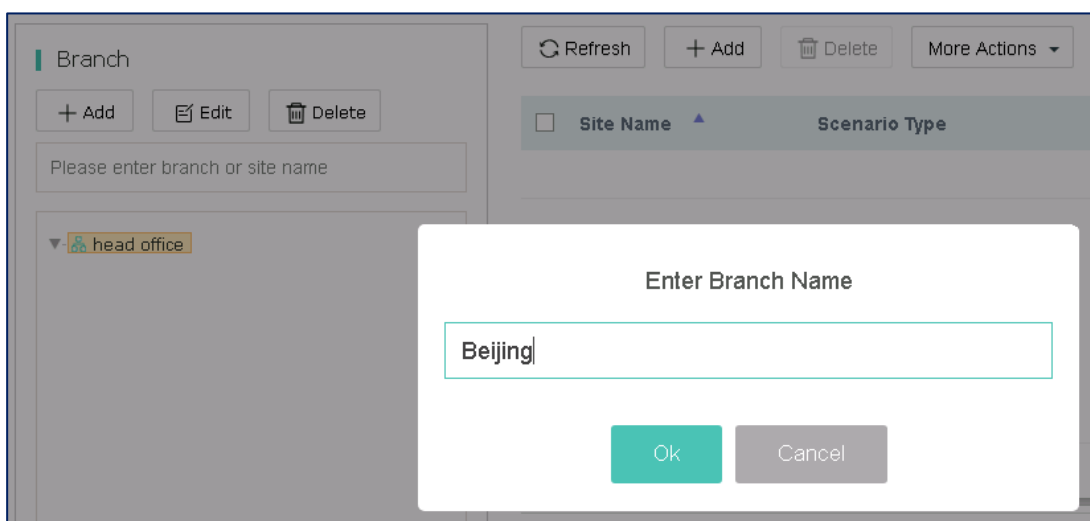 Branch
Add
Edit
Delete
Please enter branch or site name
head office
Refresh
Add
Delete
More Actions
Site Name
Scenario Type
Enter Branch Name
Beijing
Ok
Cancel